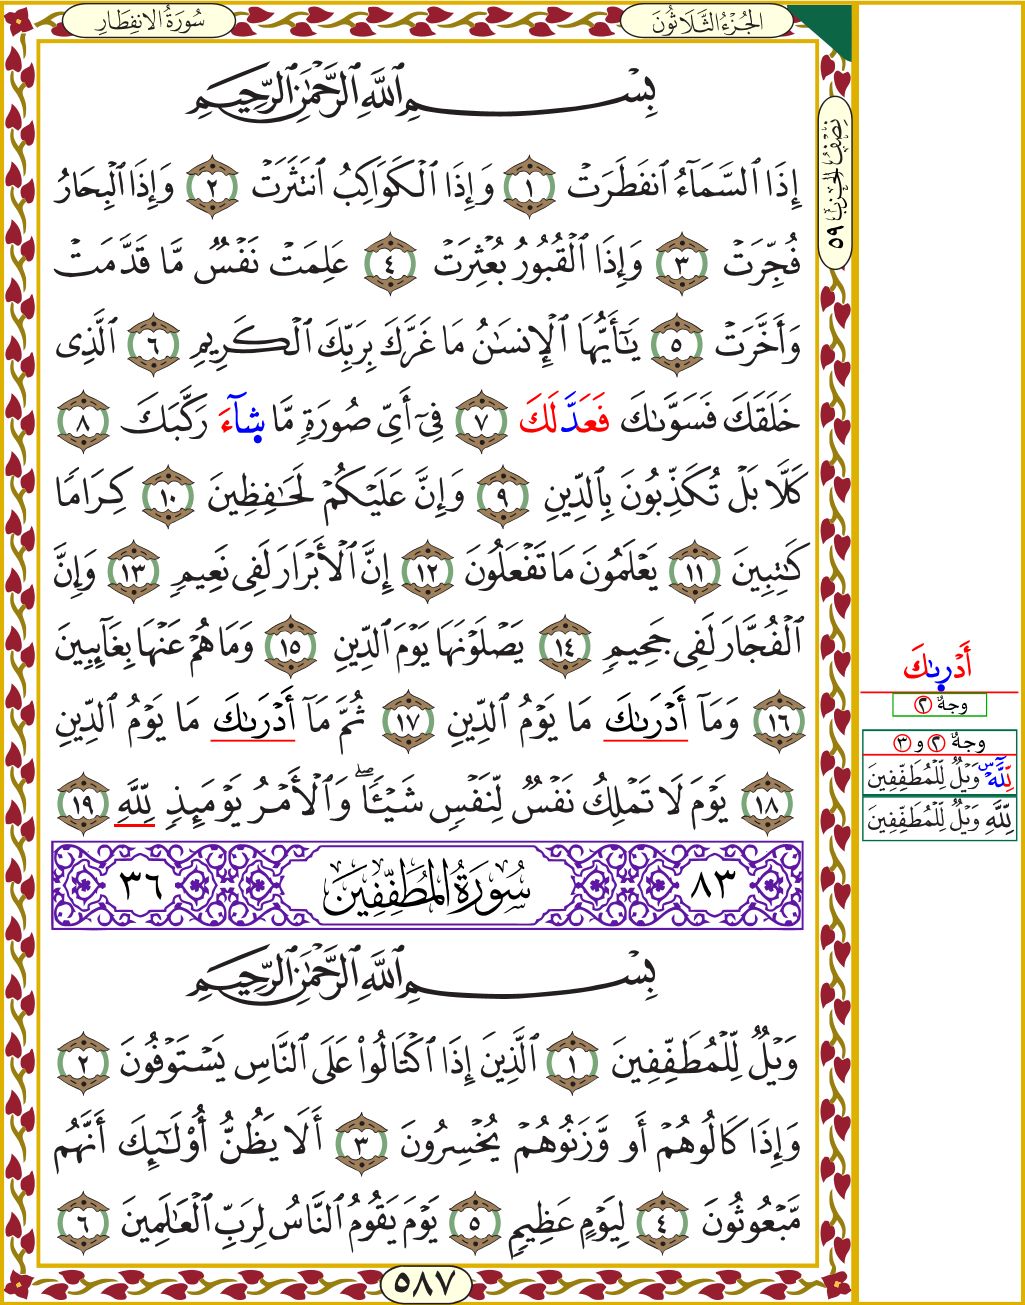 سُورَةُ الانفِطَارِ
الجُزْءُ الثَّلَاثُونَ
نِصْفُ الحِزْبِ ٥٩
بِسْمِ ٱللَّهِ ٱلرَّحْمَٰنِ ٱلرَّحِيمِ
إِذَا ٱلسَّمَآءُ ٱنفَطَرَتْ ١ وَإِذَا ٱلْكَوَاكِبُ ٱنتَثَرَتْ ٢ وَإِذَا ٱلْبِحَارُ
فُجِّرَتْ ٣ وَإِذَا ٱلْقُبُورُ بُعْثِرَتْ ٤ عَلِمَتْ نَفْسٌ مَّا قَدَّمَتْ
وَأَخَّرَتْ ٥ يَٰٓأَيُّهَا ٱلْإِنسَٰنُ مَا غَرَّكَ بِرَبِّكَ ٱلْكَرِيمِ ٦ ٱلَّذِى
خَلَقَكَ فَسَوَّىٰكَ فَعَدَّلَكَ ٧ فِىٓ أَىِّ صُورَةٍ مَّا شَآءَ رَكَّبَكَ ٨
كَلَّا بَلْ تُكَذِّبُونَ بِٱلدِّينِ ٩ وَإِنَّ عَلَيْكُمْ لَحَٰفِظِينَ ١٠ كِرَامًا
كَٰتِبِينَ ١١ يَعْلَمُونَ مَا تَفْعَلُونَ ١٢ إِنَّ ٱلْأَبْرَارَ لَفِى نَعِيمٍ ١٣ وَإِنَّ
ٱلْفُجَّارَ لَفِى جَحِيمٍ ١٤ يَصْلَوْنَهَا يَوْمَ ٱلدِّينِ ١٥ وَمَا هُمْ عَنْهَا بِغَآئِبِينَ
١٦ وَمَآ أَدْرَىٰكَ مَا يَوْمُ ٱلدِّينِ ١٧ ثُمَّ مَآ أَدْرَىٰكَ مَا يَوْمُ ٱلدِّينِ
١٨ يَوْمَ لَا تَمْلِكُ نَفْسٌ لِّنَفْسٍ شَيْـًٔا ۖ وَٱلْأَمْرُ يَوْمَئِذٍ لِّلَّهِ ١٩
٨٣ سُورَةُ المُطَفِّفِينَ ٣٦
بِسْمِ ٱللَّهِ ٱلرَّحْمَٰنِ ٱلرَّحِيمِ
وَيْلٌ لِّلْمُطَفِّفِينَ ١ ٱلَّذِينَ إِذَا ٱكْتَالُوا۟ عَلَى ٱلنَّاسِ يَسْتَوْفُونَ ٢
وَإِذَا كَالُوهُمْ أَو وَّزَنُوهُمْ يُخْسِرُونَ ٣ أَلَا يَظُنُّ أُو۟لَٰٓئِكَ أَنَّهُم
مَّبْعُوثُونَ ٤ لِيَوْمٍ عَظِيمٍ ٥ يَوْمَ يَقُومُ ٱلنَّاسُ لِرَبِّ ٱلْعَٰلَمِينَ ٦
٥٨٧
أَدْرىٰكَ
وجهٌ ٢
وجهٌ ٢ و ٣
لِّلَّهِ س وَيْلٌ لِّلْمُطَفِّفِينَ
لِّلَّهِ وَيْلٌ لِّلْمُطَفِّفِينَ